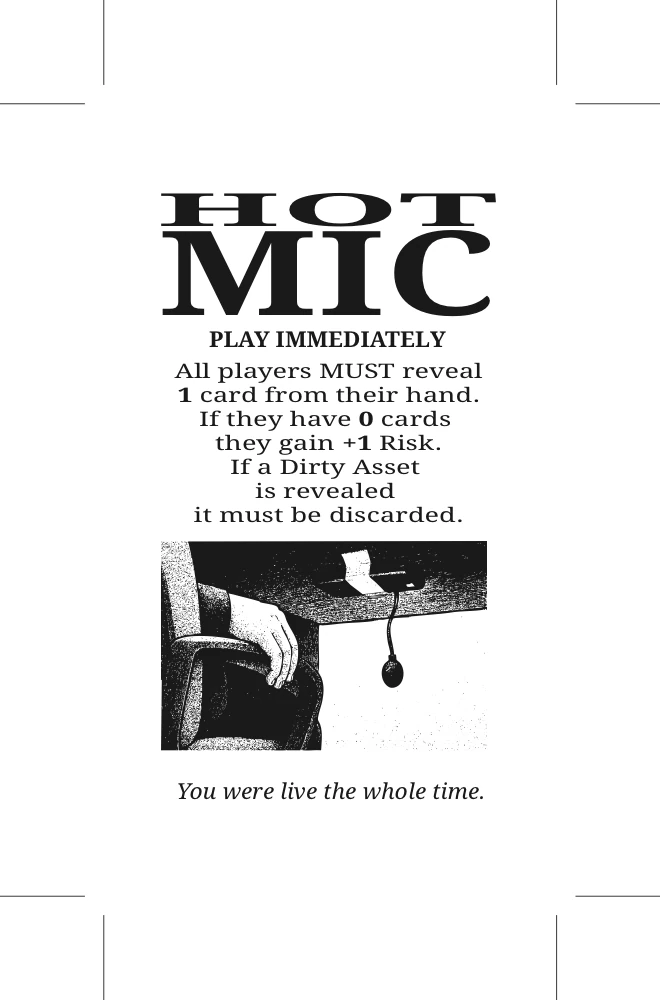 HOT
MIC
PLAY IMMEDIATELY
All players MUST reveal
1 card from their hand.
If they have 0 cards
they gain +1 Risk.
If a Dirty Asset
is revealed
it must be discarded.
You were live the whole time.